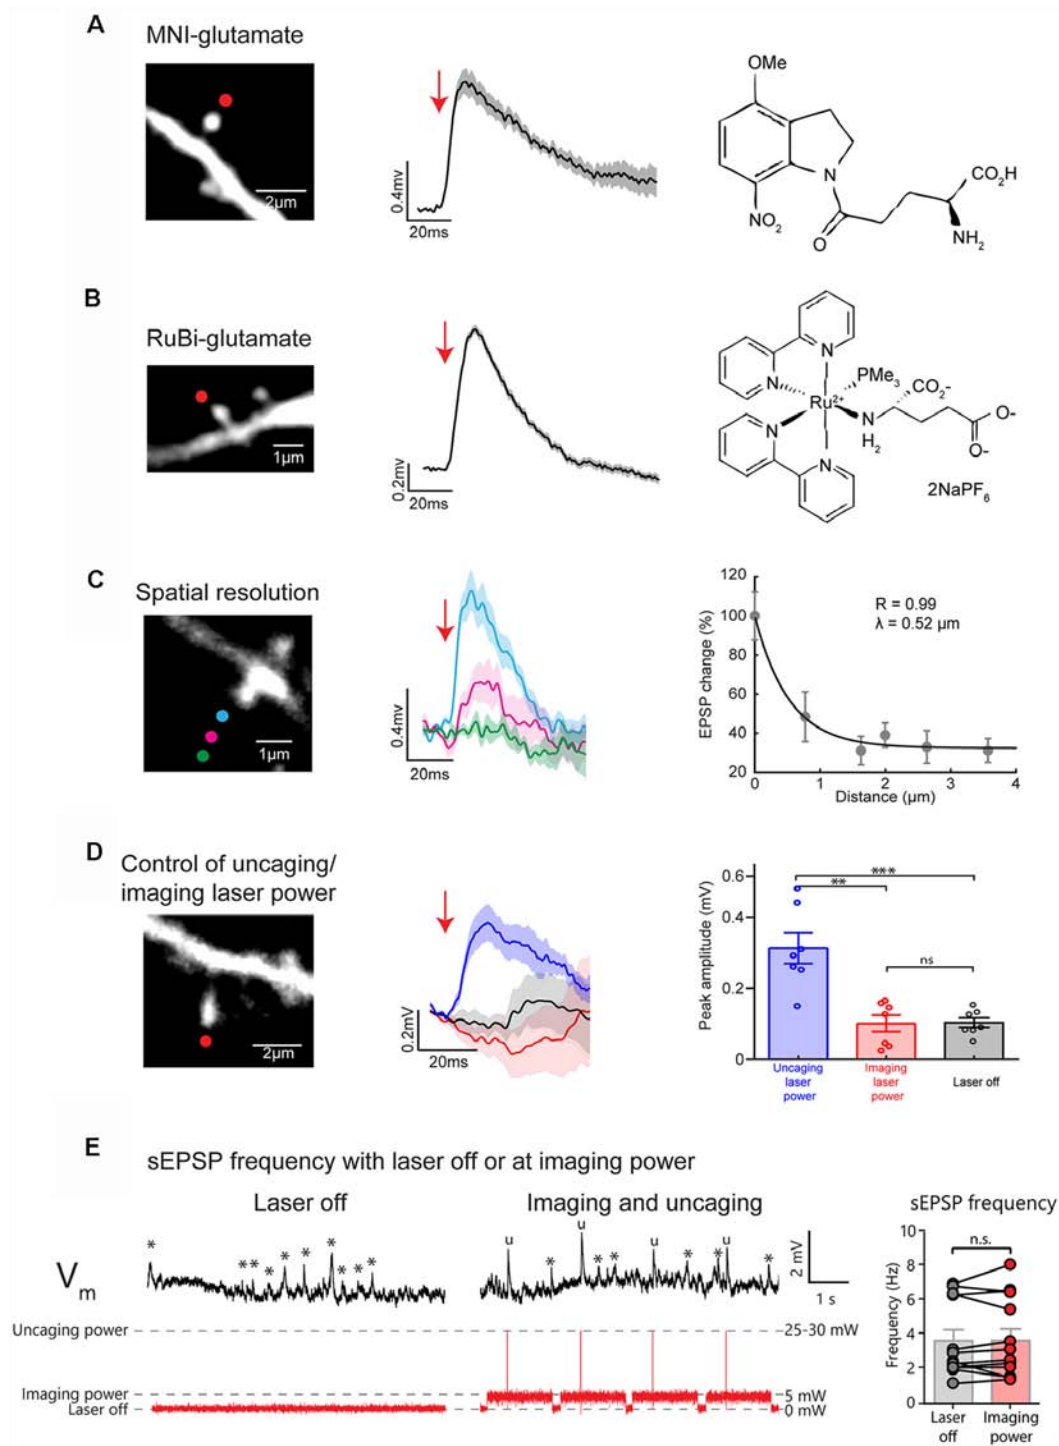 A
MNI-glutamate
2µm
0.4mv
20ms
OMe
NO2
N
O
CO2H
NH2
B
RuBi-glutamate
1µm
0.2mv
20ms
N
N
PMe3
CO2-
Ru2+
N
H2
O-
O-
N
N
2NaPF6
C
Spatial resolution
1µm
0.4mv
20ms
EPSP change (%)
120
100
80
60
40
20
0 1 2 3 4
Distance (µm)
R = 0.99
λ = 0.52 µm
D
Control of uncaging/
imaging laser power
2µm
0.2mV
20ms
Peak amplitude (mV)
0.6
0.4
0.2
0
***
**
ns
Uncaging
laser
power
Imaging
laser
power
Laser off
E
sEPSP frequency with laser off or at imaging power
Laser off
Imaging and uncaging
Vm
* * * * * * * * * *
u * u * * u * * u *
2 mV
1 s
Uncaging power
25-30 mW
Imaging power
5 mW
Laser off
0 mW
sEPSP frequency
Frequency (Hz)
10
8
6
4
2
0
n.s.
Laser
off
Imaging
power